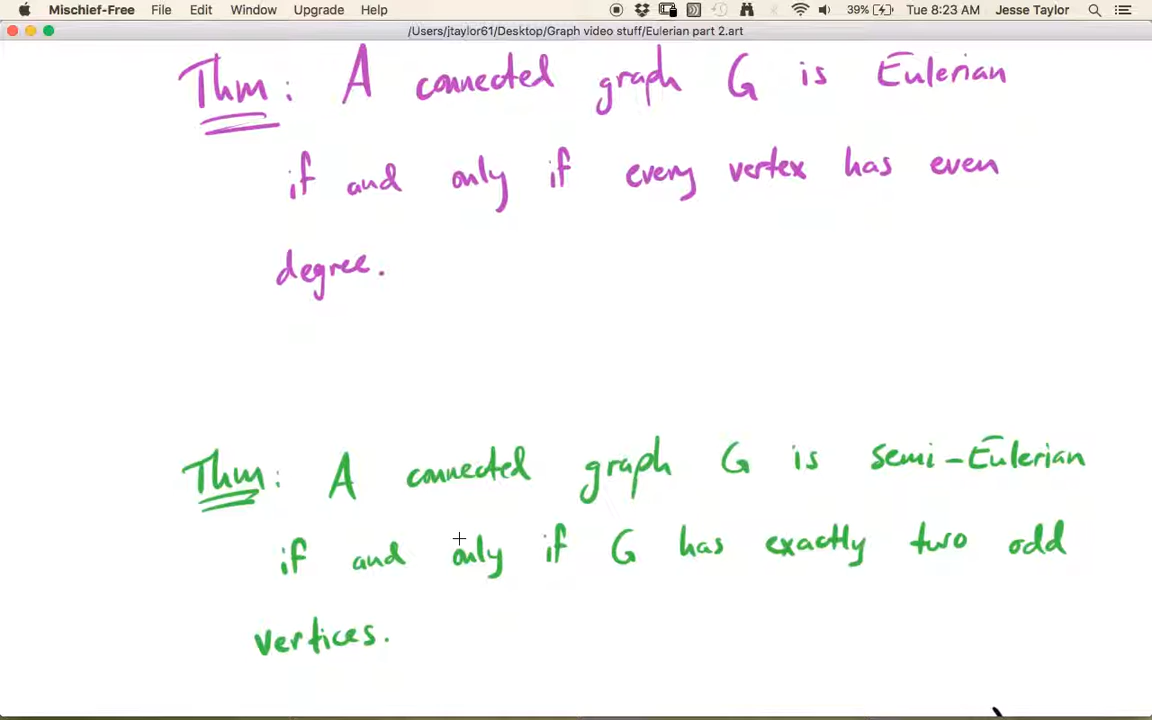 Mischief-Free File Edit Window Upgrade Help 39% Tue 8:23 AM Jesse Taylor
/Users/jtaylor61/Desktop/Graph video stuff/Eulerian part 2.art
Thm: A connected graph G is Eulerian
if and only if every vertex has even
degree.
Thm: A connected graph G is semi-Eulerian
if and only if G has exactly two odd
vertices.